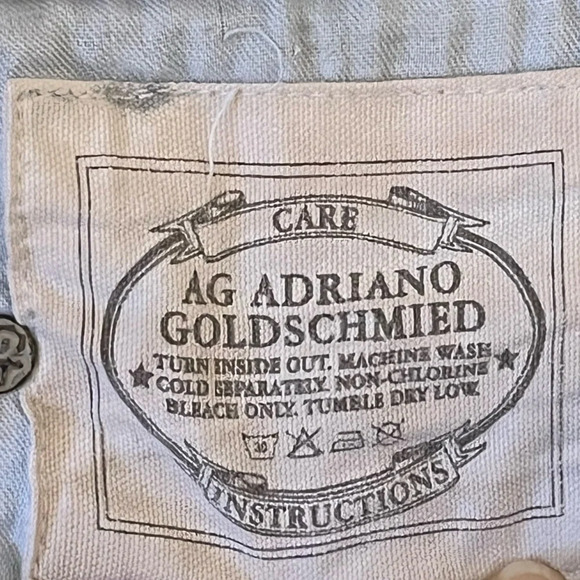 CARE
AG ADRIANO
GOLDSCHMIED
TURN INSIDE OUT. MACHINE WASH
COLD SEPARATELY. NON-CHLORINE
BLEACH ONLY. TUMBLE DRY LOW.
30
INSTRUCTIONS